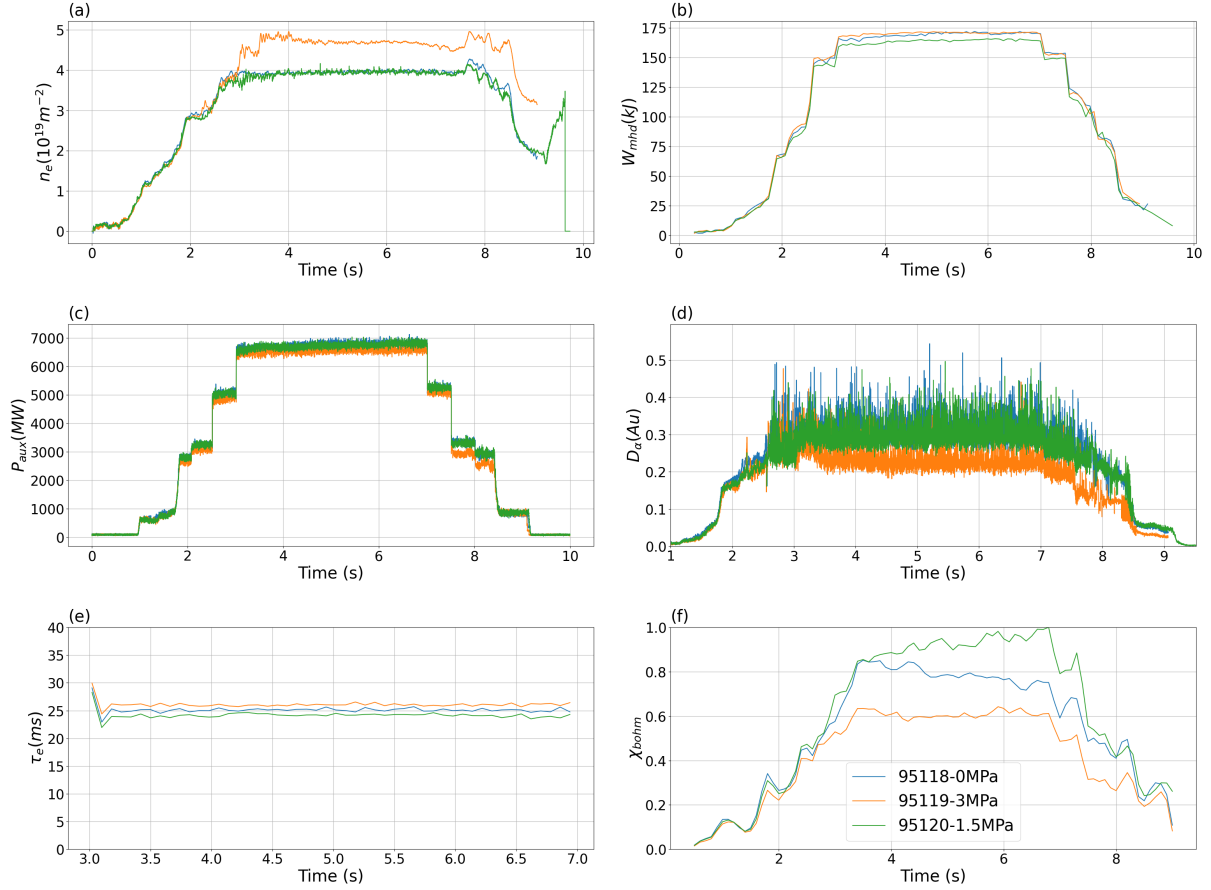 (a)
5
4
3
2
1
0
n_e(10^19 m^-2)
0 2 4 6 8 10
Time (s)
(b)
175
150
125
100
75
50
25
0
W_mhd(kJ)
0 2 4 6 8 10
Time (s)
(c)
7000
6000
5000
4000
3000
2000
1000
0
P_aux(MW)
0 2 4 6 8 10
Time (s)
(d)
0.5
0.4
0.3
0.2
0.1
0.0
D_α(Au)
1 2 3 4 5 6 7 8 9
Time (s)
(e)
40
35
30
25
20
15
10
5
0
τ_e(ms)
3.0 3.5 4.0 4.5 5.0 5.5 6.0 6.5 7.0
Time (s)
(f)
1.0
0.8
0.6
0.4
0.2
0.0
χ_bohm
95118-0MPa
95119-3MPa
95120-1.5MPa
2 4 6 8
Time (s)